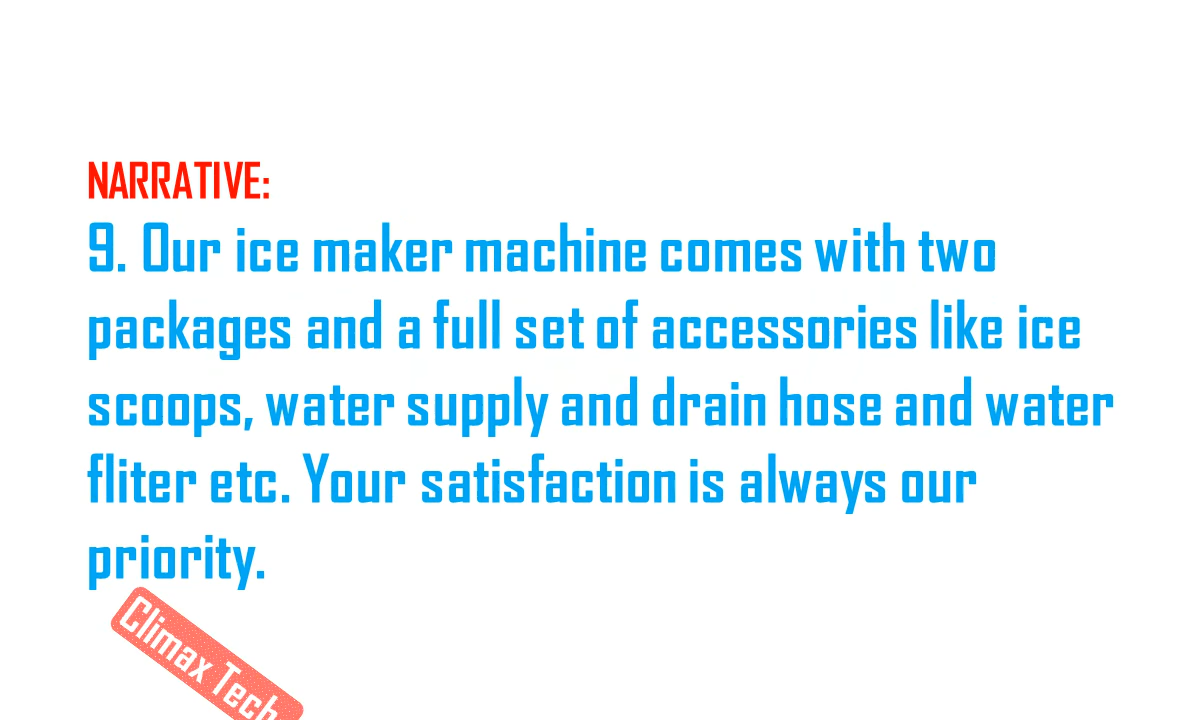 NARRATIVE:
9. Our ice maker machine comes with two
packages and a full set of accessories like ice
scoops, water supply and drain hose and water
fliter etc. Your satisfaction is always our
priority.
Climax Tech